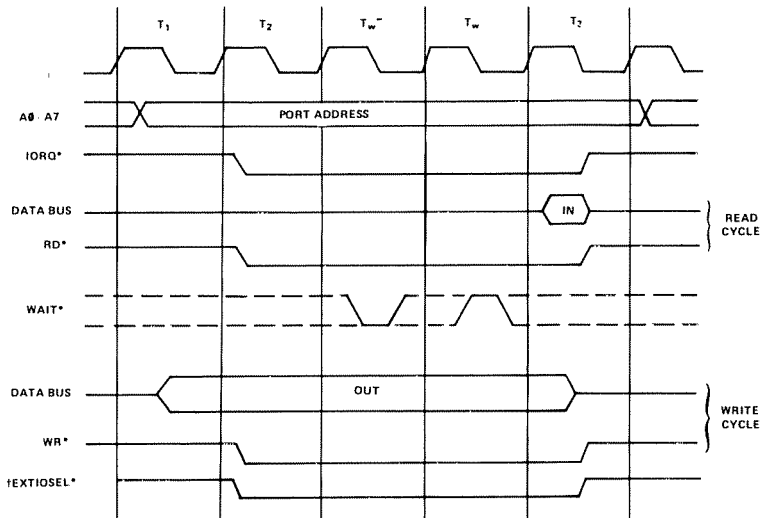 T1 T2 Tw* Tw T2
A0 - A7
PORT ADDRESS
IORQ*
DATA BUS
IN
READ
CYCLE
RD*
WAIT*
DATA BUS
OUT
WRITE
CYCLE
WR*
†EXTIOSEL*